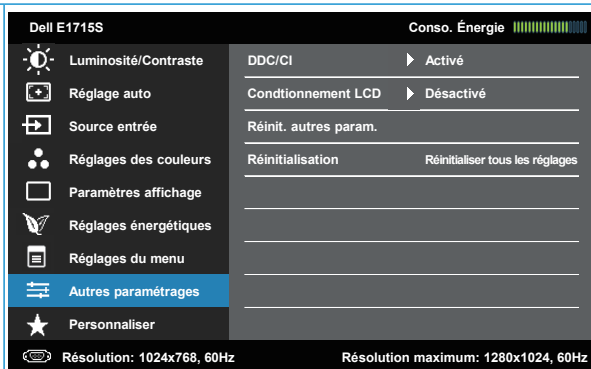 Dell E1715S Conso. Énergie
Luminosité/Contraste DDC/CI Activé
Réglage auto Condtionnement LCD Désactivé
Source entrée Réinit. autres param.
Réglages des couleurs Réinitialisation Réinitialiser tous les réglages
Paramètres affichage
Réglages énergétiques
Réglages du menu
Autres paramétrages
Personnaliser
Résolution: 1024x768, 60Hz Résolution maximum: 1280x1024, 60Hz